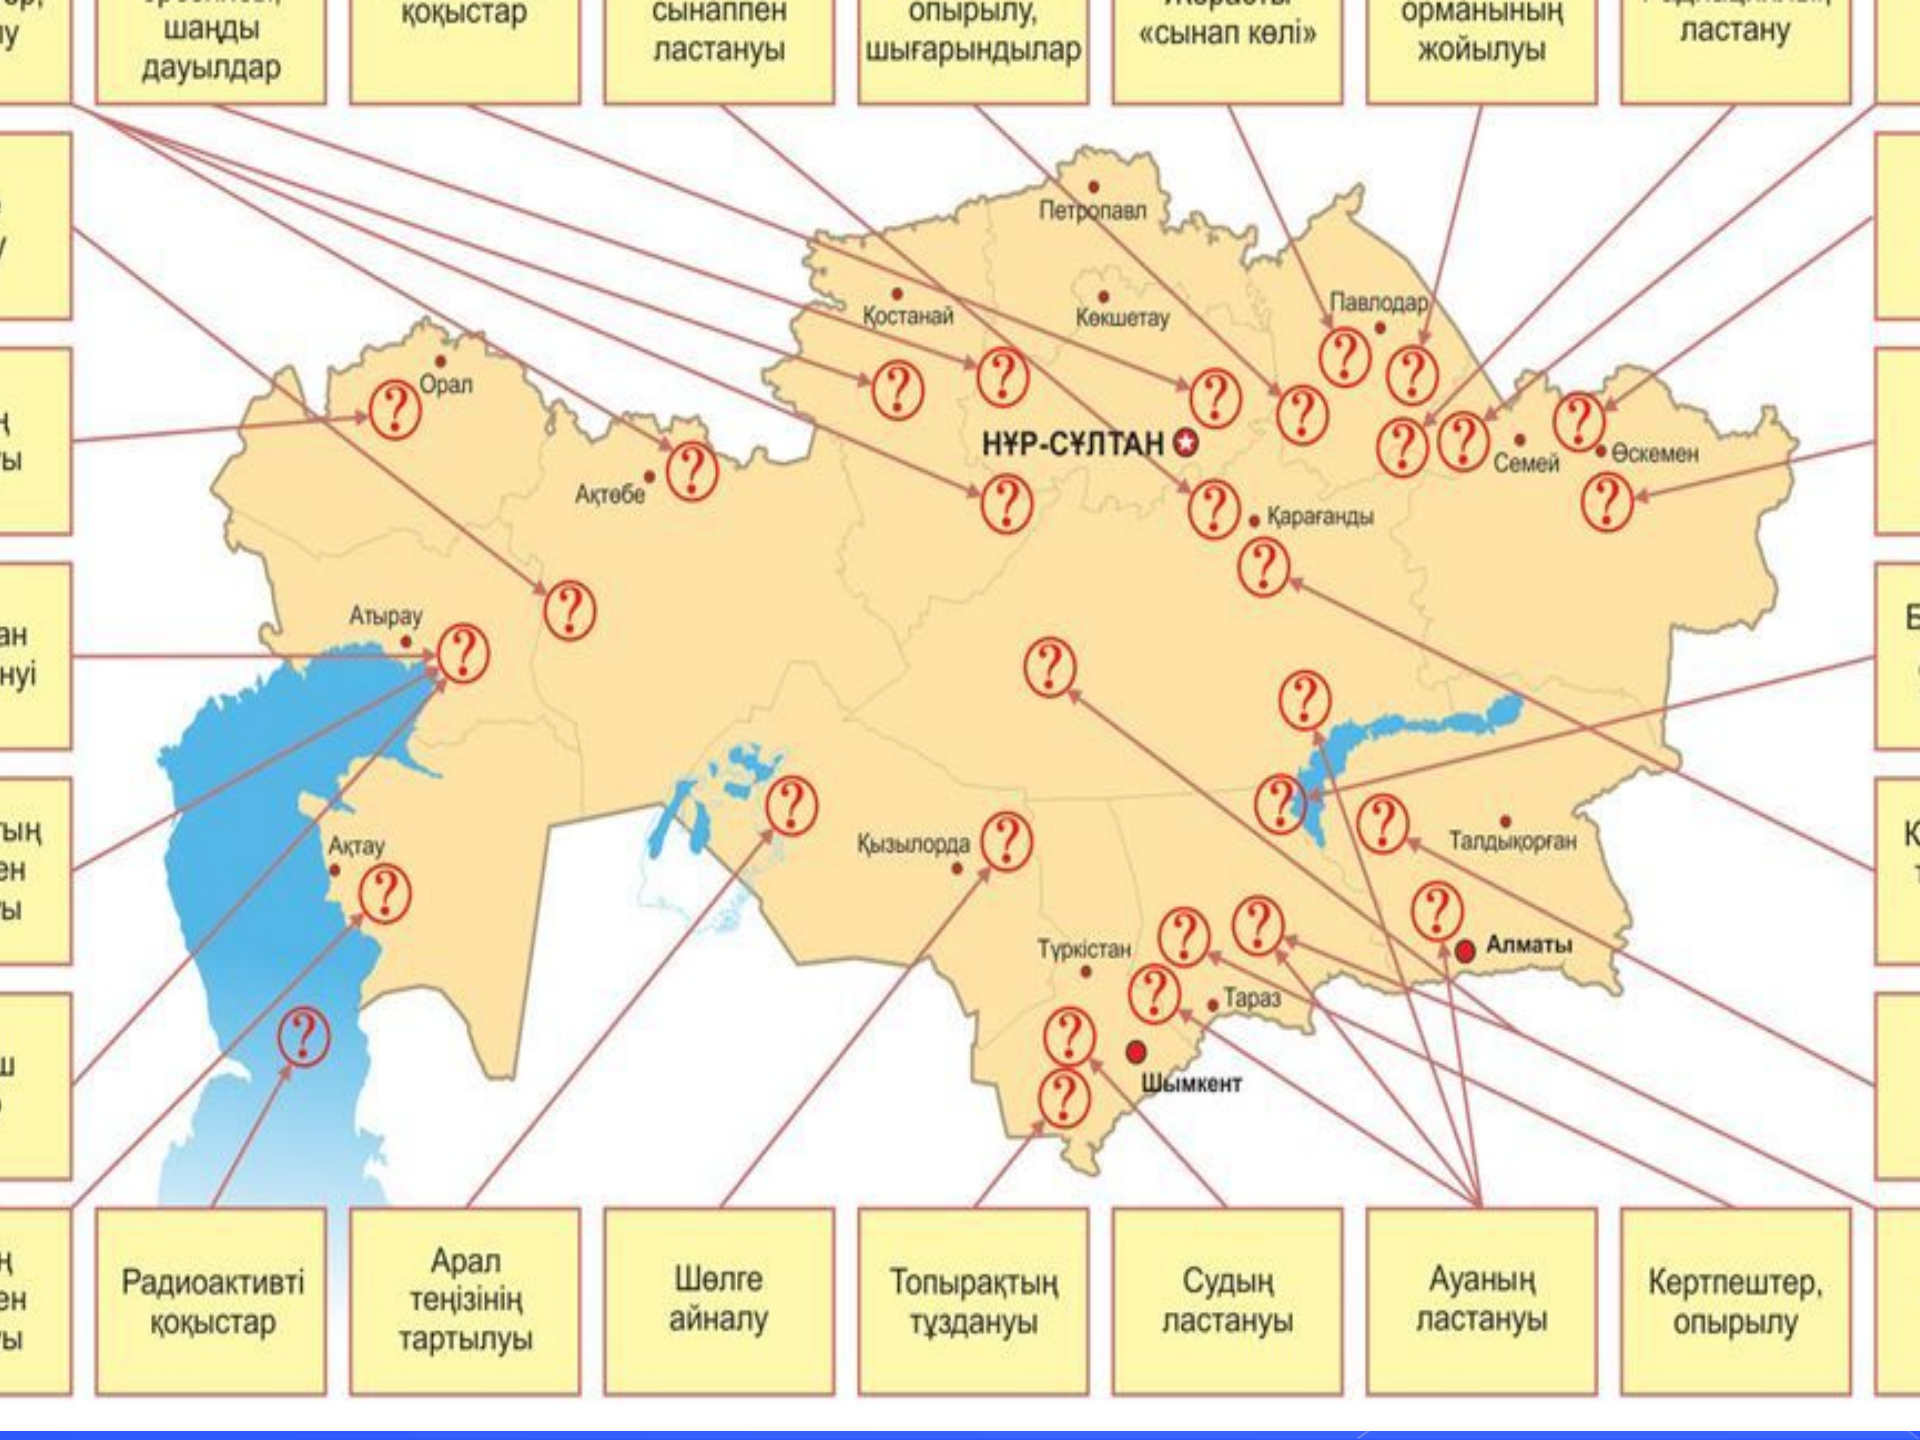 шаңды
дауылдар
қоқыстар
сынаппен
ластануы
опырылу,
шығарындылар
«сынап көлі»
орманының
жойылуы
ластану
Петропавл
Қостанай
Көкшетау
Павлодар
Орал
НҰР-СҰЛТАН
Семей
Өскемен
Ақтөбе
Қарағанды
Атырау
Ақтау
Қызылорда
Талдықорған
Түркістан
Алматы
Тараз
Шымкент
Радиоактивті
қоқыстар
Арал
теңізінің
тартылуы
Шөлге
айналу
Топырақтың
тұздануы
Судың
ластануы
Ауаның
ластануы
Кертпештер,
опырылу